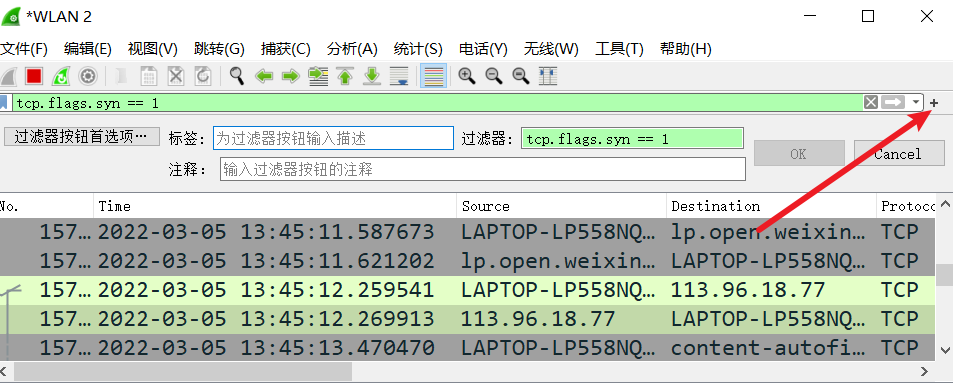 *WLAN 2
文件(F) 编辑(E) 视图(V) 跳转(G) 捕获(C) 分析(A) 统计(S) 电话(Y) 无线(W) 工具(T) 帮助(H)
tcp.flags.syn == 1
过滤器按钮首选项… 标签: 为过滤器按钮输入描述 过滤器: tcp.flags.syn == 1 OK Cancel
注释: 输入过滤器按钮的注释
No. Time Source Destination Protoco
157… 2022-03-05 13:45:11.587673 LAPTOP-LP558NQ… lp.open.weixin… TCP
157… 2022-03-05 13:45:11.621202 lp.open.weixin… LAPTOP-LP558NQ… TCP
157… 2022-03-05 13:45:12.259541 LAPTOP-LP558NQ… 113.96.18.77 TCP
157… 2022-03-05 13:45:12.269913 113.96.18.77 LAPTOP-LP558NQ… TCP
157… 2022-03-05 13:45:13.470470 LAPTOP-LP558NQ… content-autofi… TCP